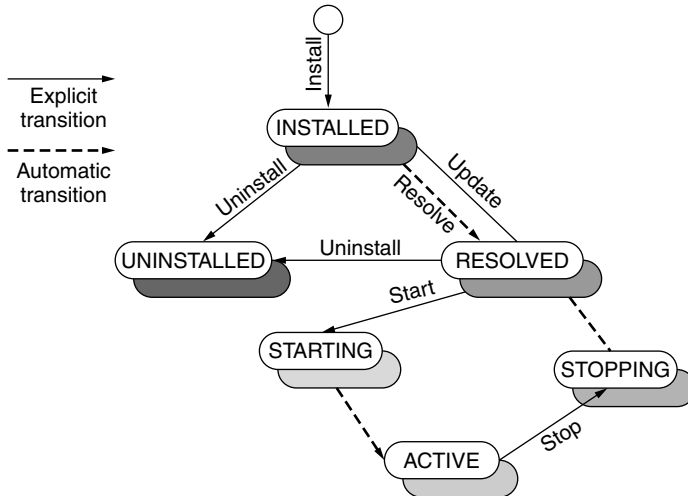 Install
Explicit
transition
INSTALLED
Automatic
transition
Uninstall
Resolve
Update
UNINSTALLED
Uninstall
RESOLVED
Start
STARTING
STOPPING
Stop
ACTIVE